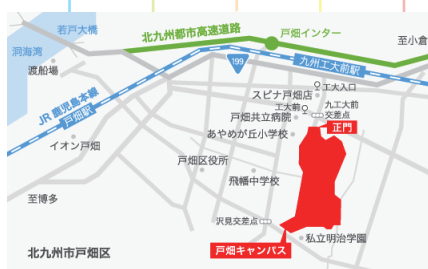 若戸大橋
北九州都市高速道路
戸畑インター
至小倉
洞海湾
渡船場
199
九州工大前駅
スピナ戸畑店
工大入口
工大前
九工大前
交差点
JR 鹿児島本線
戸畑駅
戸畑共立病院
正門
あやめが丘小学校
イオン戸畑
戸畑区役所
飛幡中学校
至博多
沢見交差点
私立明治学園
北九州市戸畑区
戸畑キャンパス